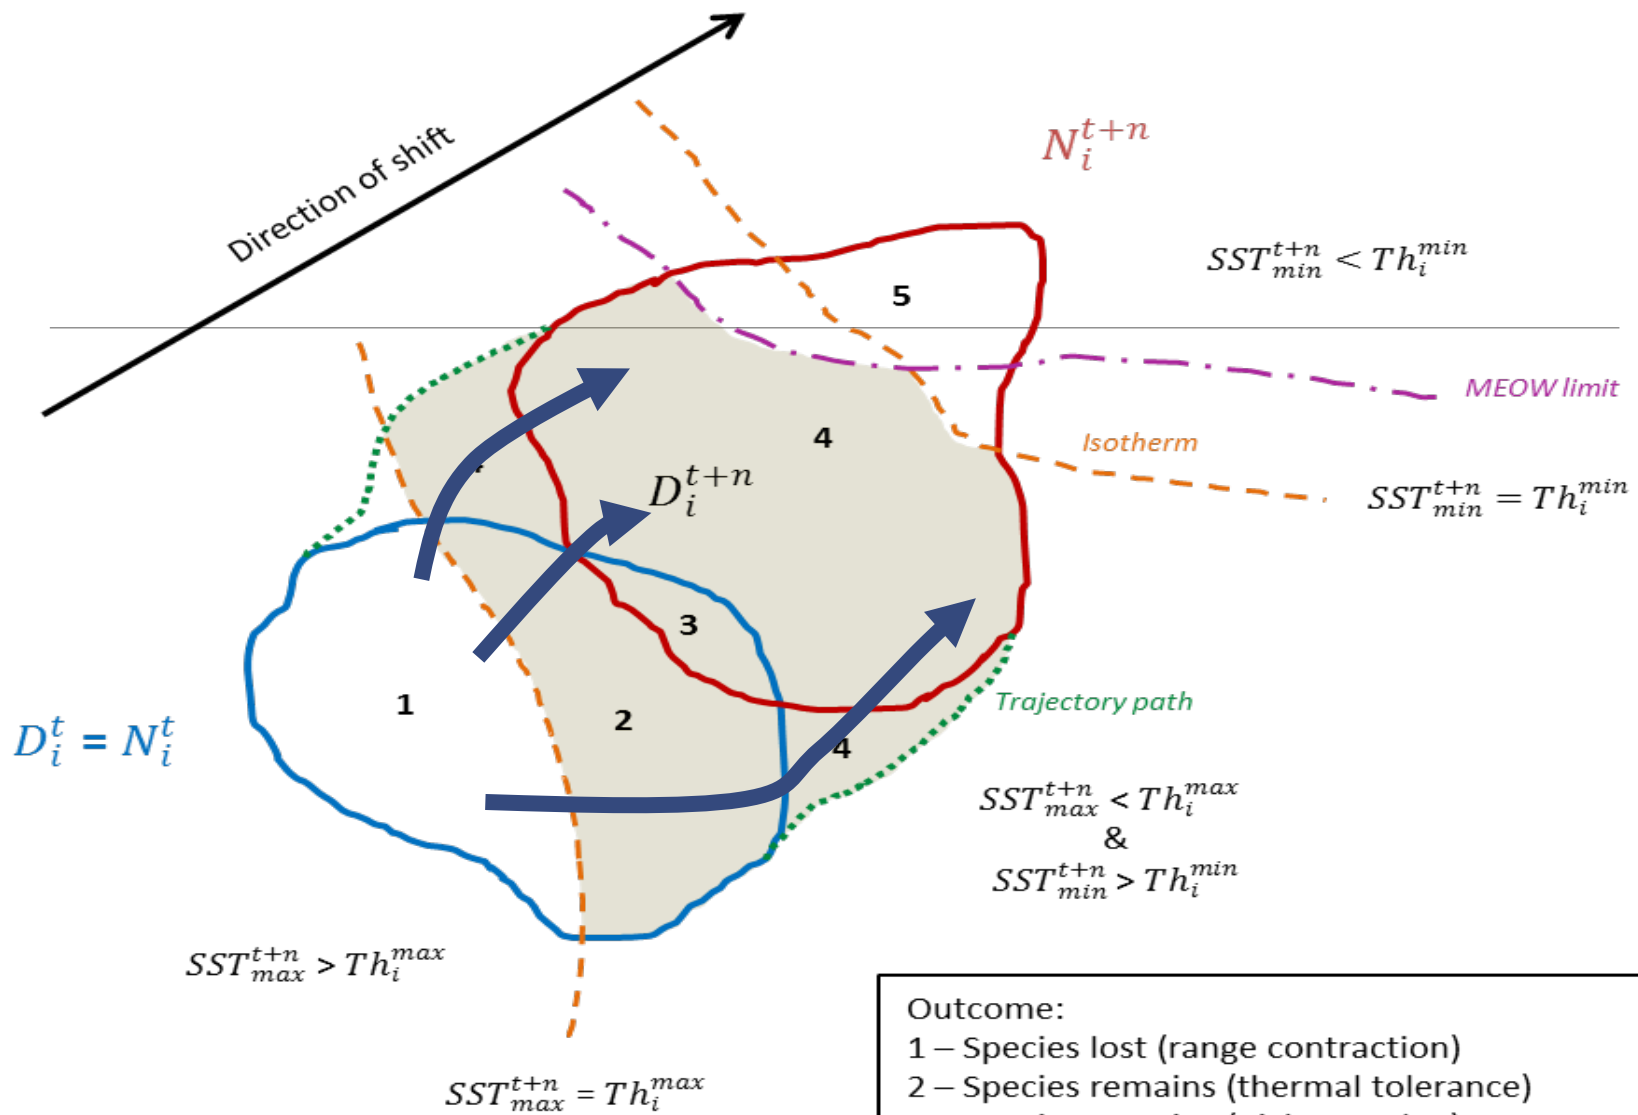 Direction of shift
N_i^{t+n}
SST_{min}^{t+n} < Th_i^{min}
5
MEOW limit
4
Isotherm
D_i^{t+n}
SST_{min}^{t+n} = Th_i^{min}
3
1
2
Trajectory path
D_i^t = N_i^t
4
SST_{max}^{t+n} < Th_i^{max}
&
SST_{min}^{t+n} > Th_i^{min}
SST_{max}^{t+n} > Th_i^{max}
SST_{max}^{t+n} = Th_i^{max}
Outcome:
1 – Species lost (range contraction)
2 – Species remains (thermal tolerance)